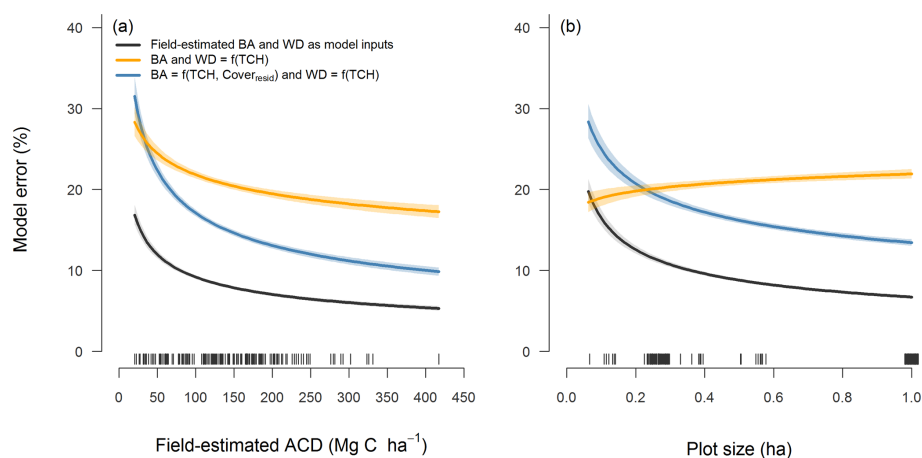 (a)
(b)
Field-estimated BA and WD as model inputs
BA and WD = f(TCH)
BA = f(TCH, Cover_resid) and WD = f(TCH)
Model error (%)
40
30
20
10
0
0 50 100 150 200 250 300 350 400 450
Field-estimated ACD (Mg C ha⁻¹)
40
30
20
10
0
0.0 0.2 0.4 0.6 0.8 1.0
Plot size (ha)